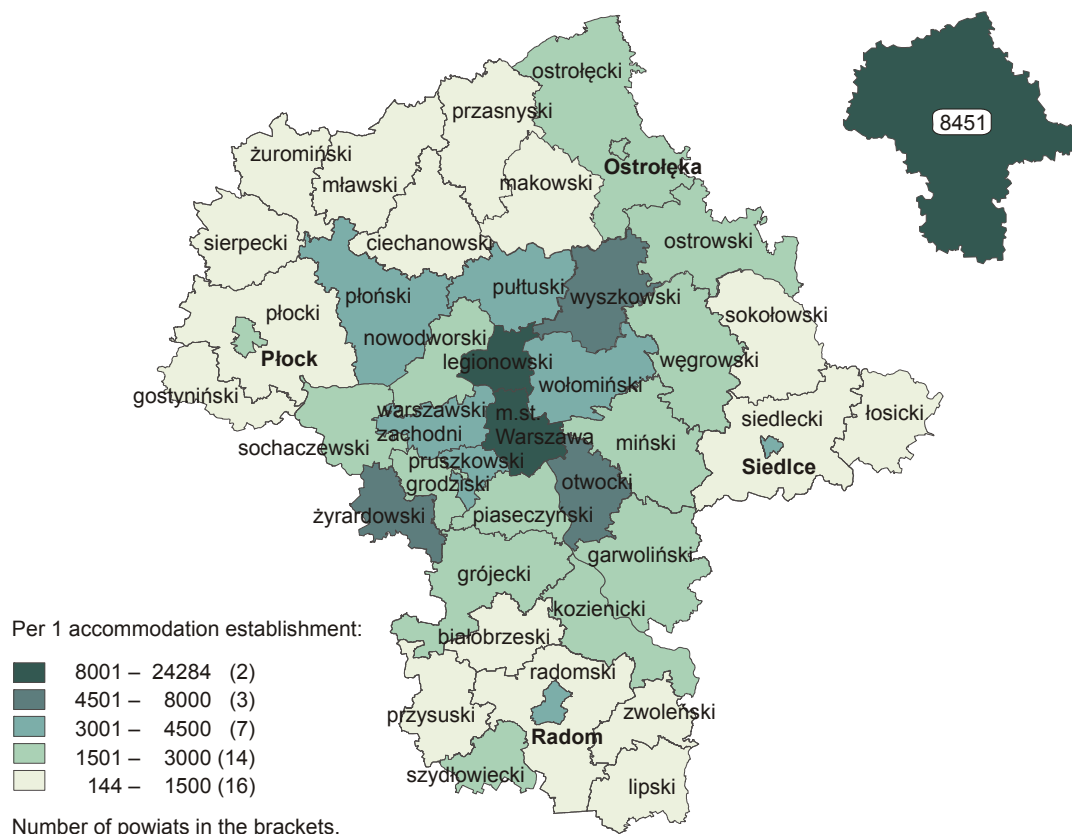 ostrołęcki
przasnyski
8451
żuromiński
Ostrołęka
mławski
makowski
sierpecki
ciechanowski
ostrowski
pułtuski
płoński
wyszkowski
płocki
sokołowski
nowodworski
Płock
legionowski
węgrowski
wołomiński
gostyniński
warszawski
zachodni
m.st.
Warszawa
siedlecki
łosicki
sochaczewski
miński
pruszkowski
Siedlce
grodziski
otwocki
żyrardowski
piaseczyński
garwoliński
grójecki
kozienicki
białobrzeski
radomski
przysuski
zwoleński
Radom
szydłowiecki
lipski
Per 1 accommodation establishment:
8001 – 24284 (2)
4501 – 8000 (3)
3001 – 4500 (7)
1501 – 3000 (14)
144 – 1500 (16)
Number of powiats in the brackets.